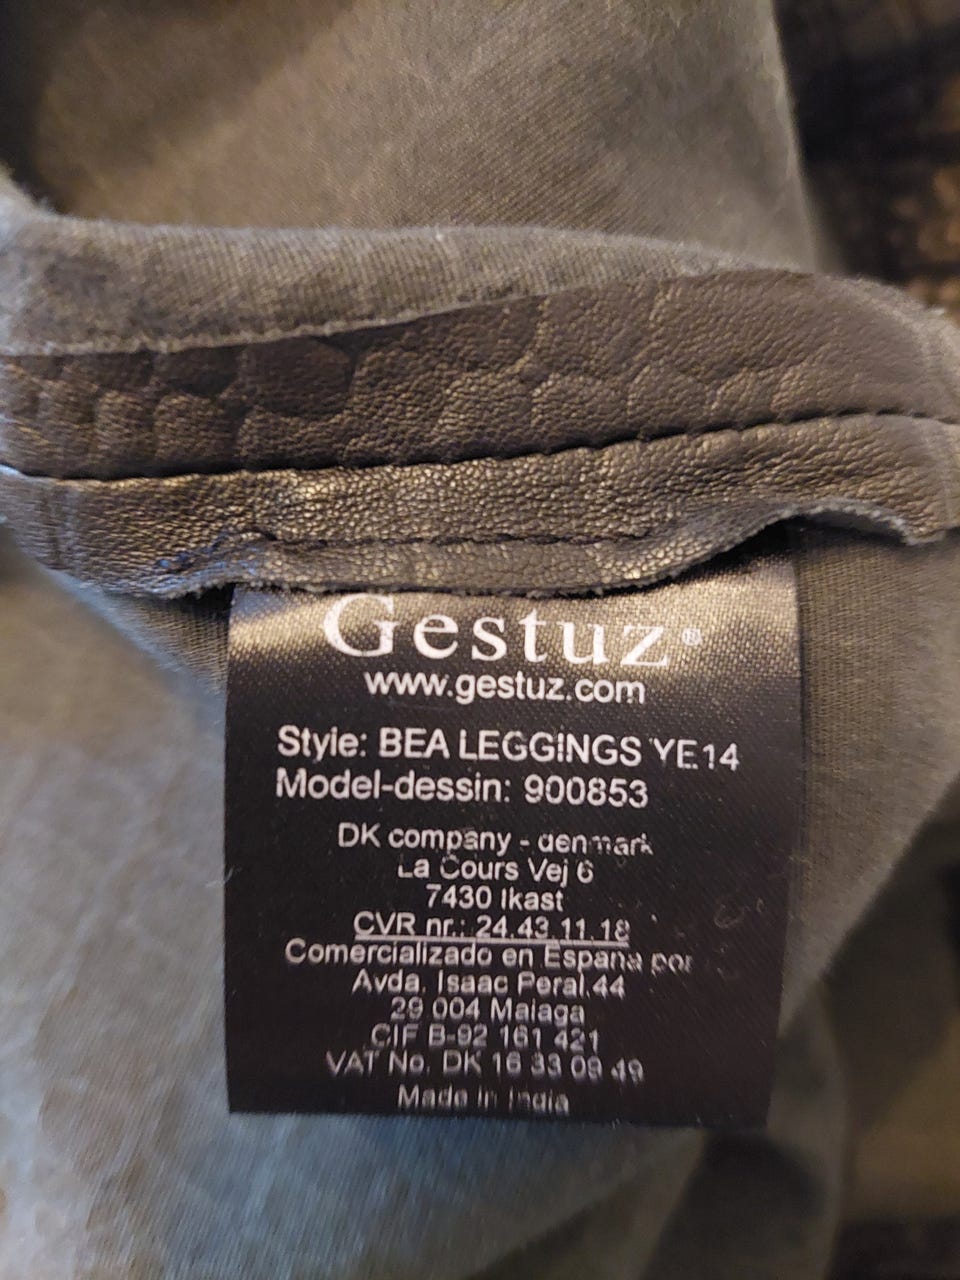 Gestuz®
www.gestuz.com
Style: BEA LEGGINGS YE14
Model-dessin: 900853
DK company - denmark
La Cours Vej 6
7430 Ikast
CVR nr.: 24.43.11.18
Comercializado en Espana por
Avda. Isaac Peral.44
29 004 Malaga
CIF B-92 161 421
VAT No. DK 16 33 09 49
Made in India